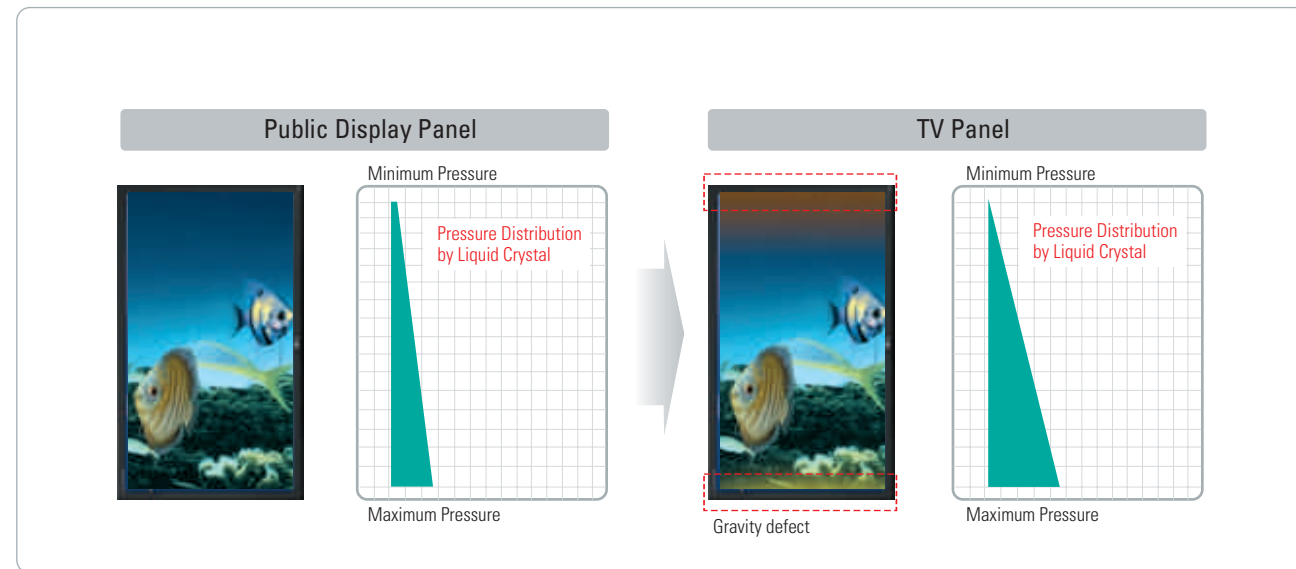 Public Display Panel
Minimum Pressure
Pressure Distribution
by Liquid Crystal
Maximum Pressure
TV Panel
Minimum Pressure
Pressure Distribution
by Liquid Crystal
Gravity defect
Maximum Pressure